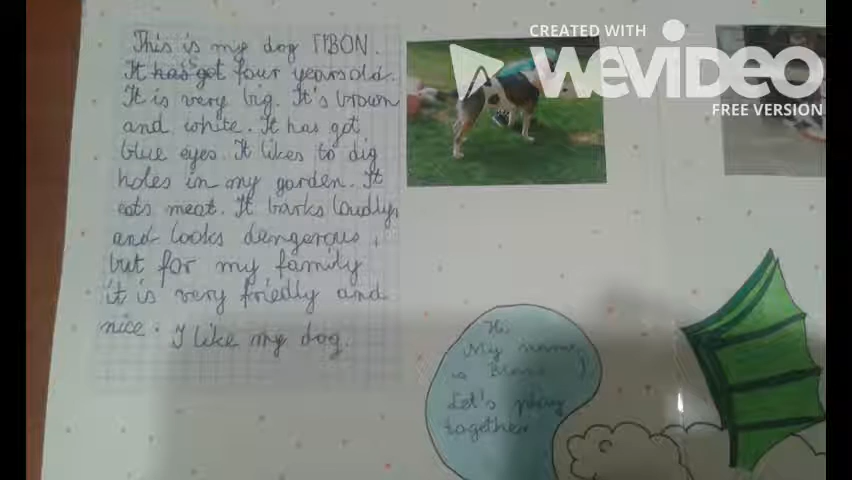 This is my dog TIBON.
It has got four years old.
It is very big. It's brown
and white. It has got
blue eyes. It likes to dig
holes in my garden. It
eats meat. It barks loudly,
and looks dangerous,
but for my family
it is very friedly and
nice. I like my dog.
CREATED WITH
WeVideo
FREE VERSION
Hi,
My name
is
Let's play
together